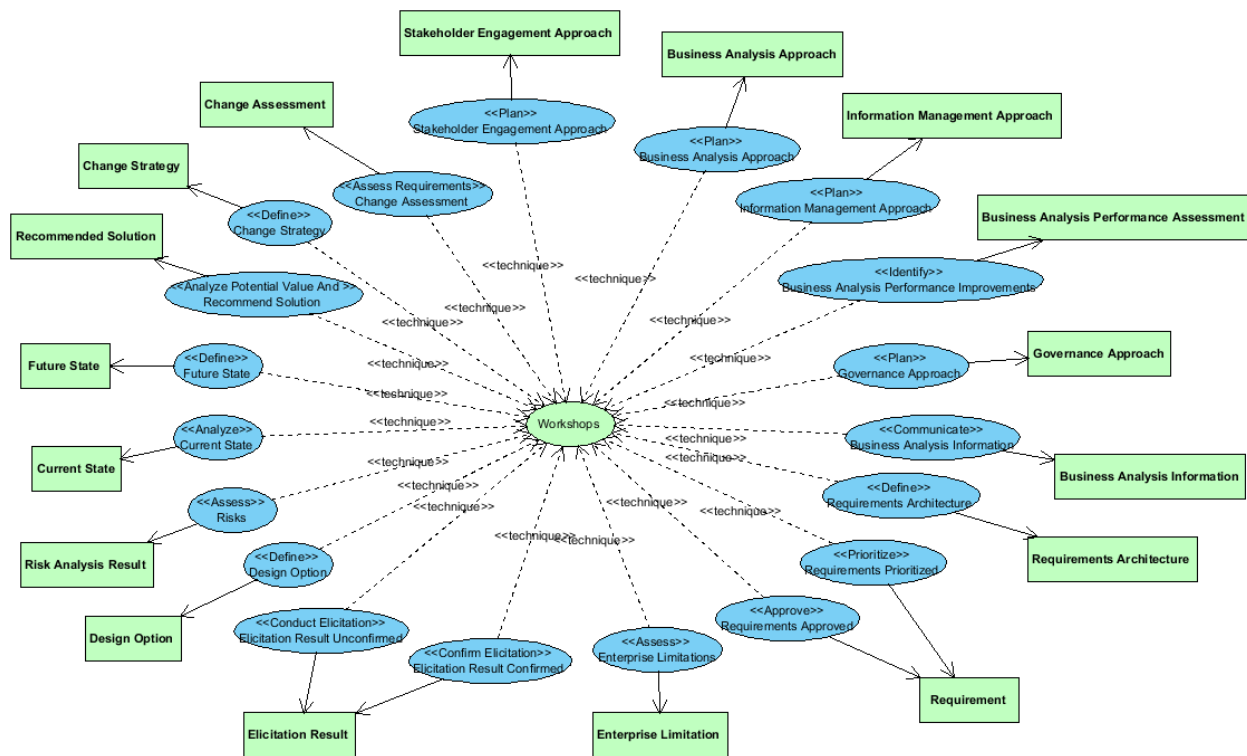 Stakeholder Engagement Approach
Business Analysis Approach
Change Assessment
<<Plan>>
Stakeholder Engagement Approach
Information Management Approach
<<Plan>>
Business Analysis Approach
Change Strategy
<<Assess Requirements>>
Change Assessment
<<Plan>>
Information Management Approach
<<Define>>
Change Strategy
Business Analysis Performance Assessment
Recommended Solution
<<Analyze Potential Value And >>
Recommend Solution
<<Identify>>
Business Analysis Performance Improvements
<<technique>>
<<technique>>
<<technique>>
<<technique>>
<<technique>>
<<technique>>
<<technique>>
Future State
<<Define>>
Future State
<<technique>>
<<Plan>>
Governance Approach
Governance Approach
<<technique>>
<<technique>>
<<Analyze>>
Current State
<<technique>>
Workshops
<<technique>>
<<Communicate>>
Business Analysis Information
Current State
<<technique>>
<<technique>>
Business Analysis Information
<<technique>>
<<Define>>
Requirements Architecture
<<Assess>>
Risks
<<technique>>
<<technique>>
<<technique>>
<<technique>>
<<technique>>
Risk Analysis Result
<<Define>>
Design Option
<<Prioritize>>
Requirements Prioritized
Requirements Architecture
<<Conduct Elicitation>>
Elicitation Result Unconfirmed
<<Approve>>
Requirements Approved
Design Option
<<Confirm Elicitation>>
Elicitation Result Confirmed
<<Assess>>
Enterprise Limitations
Requirement
Elicitation Result
Enterprise Limitation